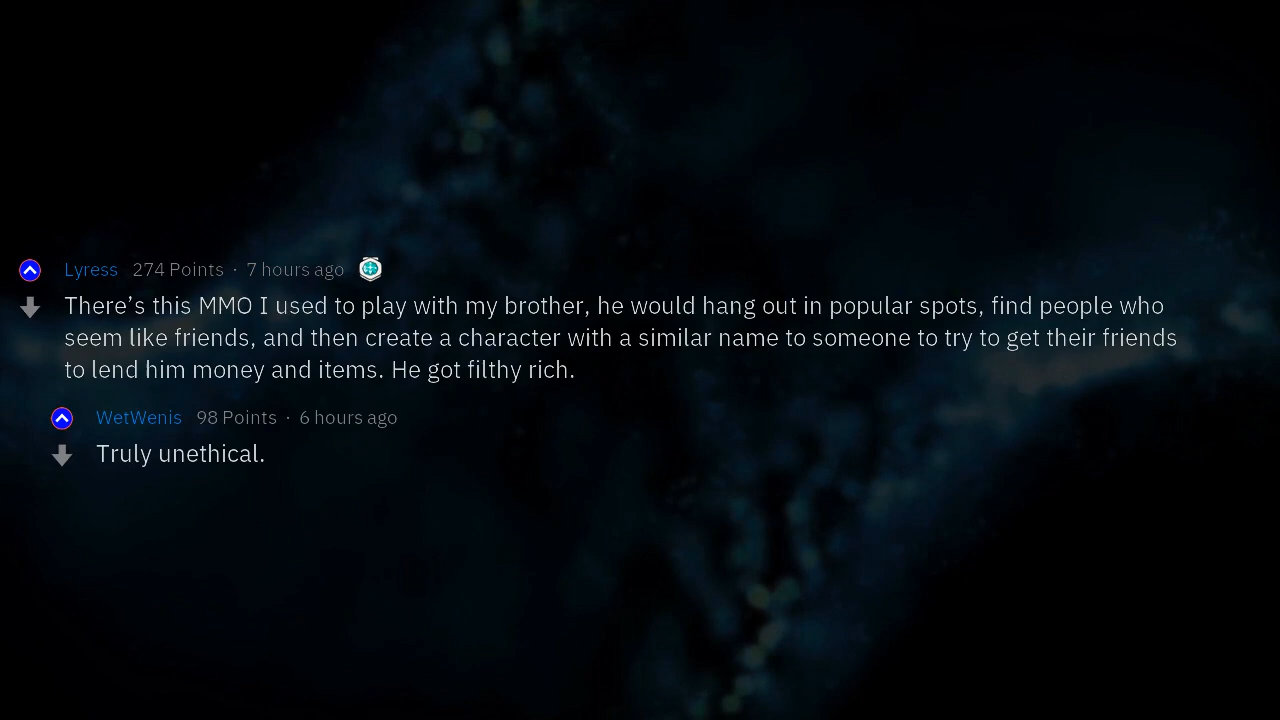 Lyress 274 Points · 7 hours ago
There’s this MMO I used to play with my brother, he would hang out in popular spots, find people who
seem like friends, and then create a character with a similar name to someone to try to get their friends
to lend him money and items. He got filthy rich.
WetWenis 98 Points · 6 hours ago
Truly unethical.